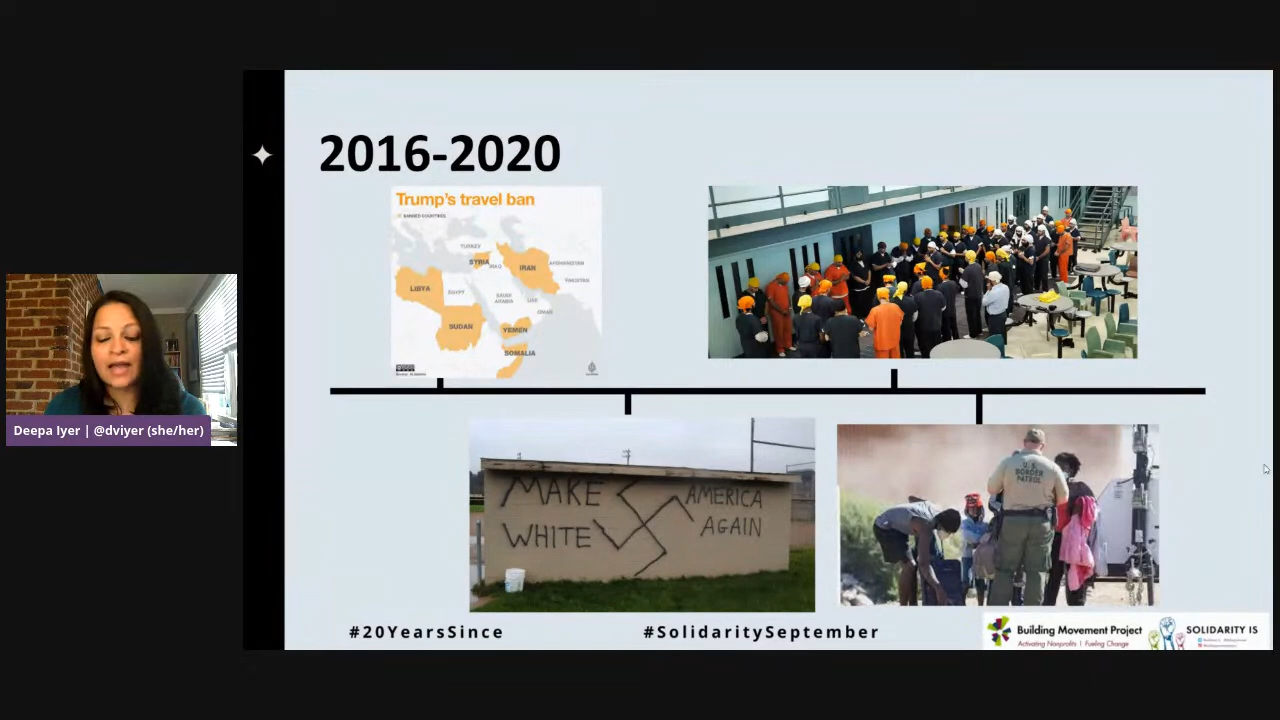 2016-2020
Trump's travel ban
BANNED COUNTRIES
TURKEY
SYRIA
IRAQ
IRAN
AFGHANISTAN
PAKISTAN
LIBYA
EGYPT
SAUDI
ARABIA
UAE
OMAN
SUDAN
YEMEN
SOMALIA
U.S.
BORDER
PATROL
MAKE AMERICA
WHITE AGAIN
Deepa Iyer | @dviyer (she/her)
#20YearsSince
#SolidaritySeptember
Building Movement Project
Activating Nonprofits | Fueling Change
SOLIDARITY IS